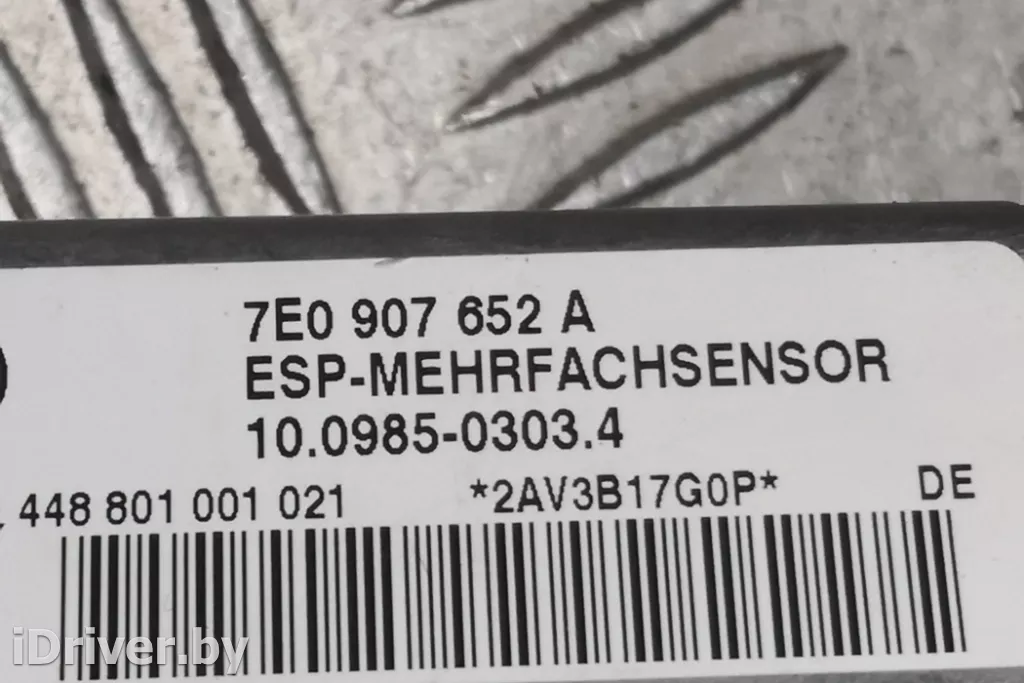 7E0 907 652 A
ESP-MEHRFACHSENSOR
10.0985-0303.4
448 801 001 021 *2AV3B17G0P* DE
iDriver.by